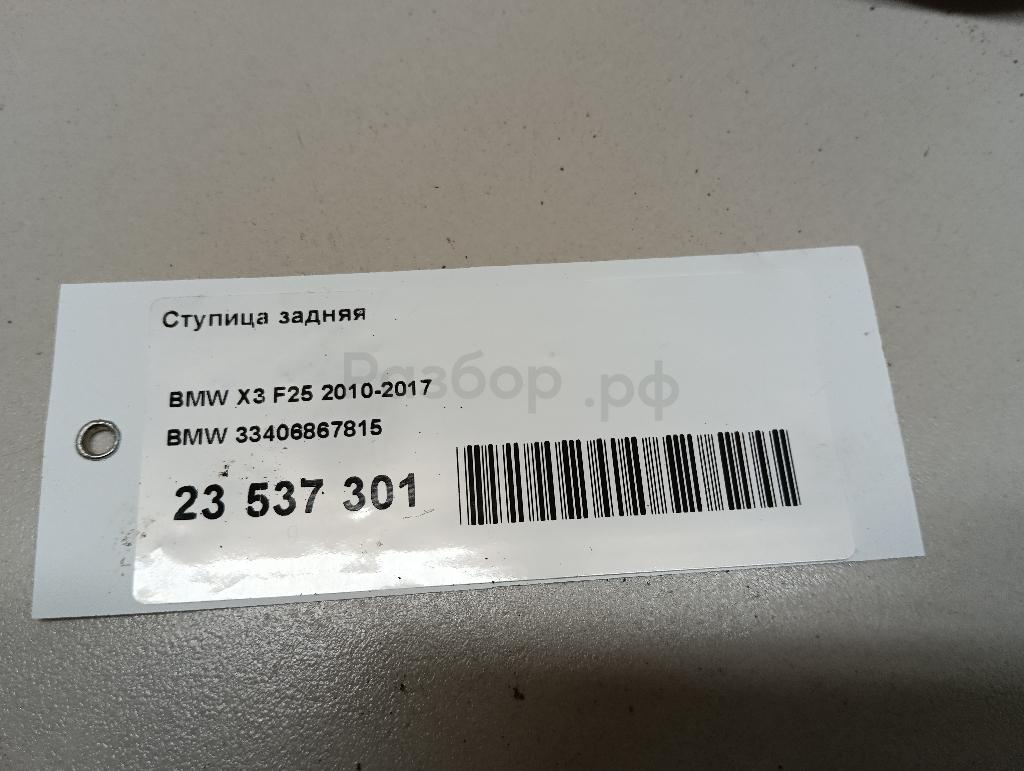 Ступица задняя
Разбор.рф
BMW X3 F25 2010-2017
BMW 33406867815
23 537 301